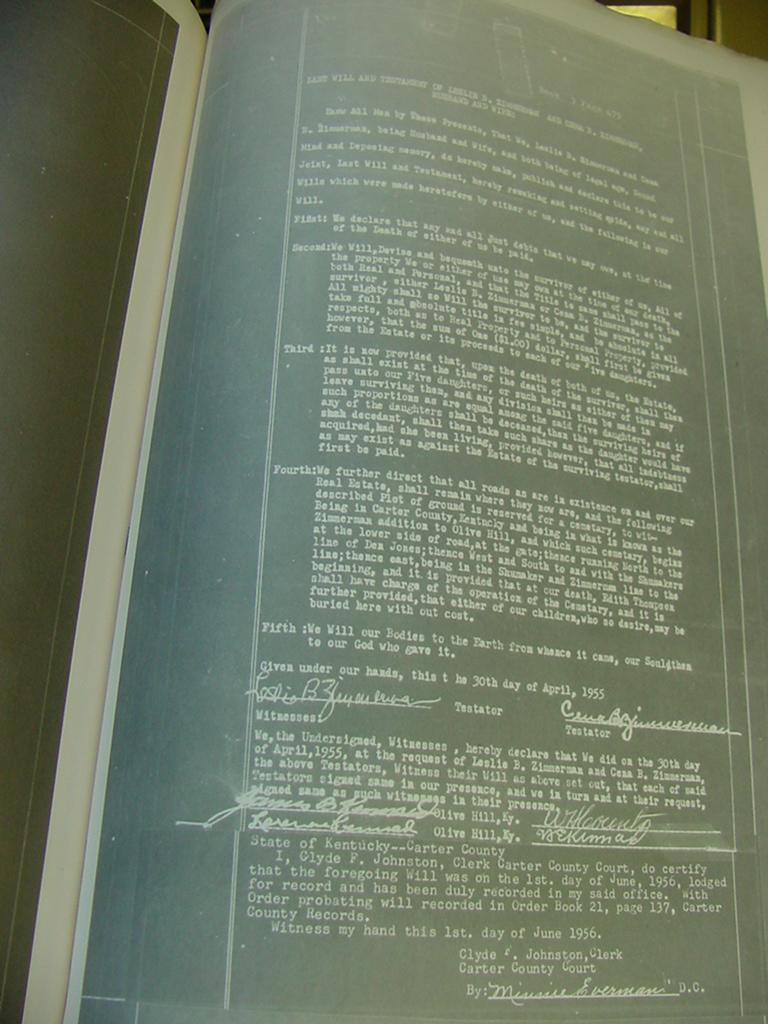 Book 3 Page 475
LAST WILL AND TESTAMENT OF LESLIE B. ZIMMERMAN AND CENA B. ZIMMERMAN,
HUSBAND AND WIFE:
Know All Men by These Presents, That We, Leslie B. Zimmerman and Cena
B. Zimmerman, being Husband and Wife, and both being of legal age, Sound
Mind and Deposing memory, do hereby make, publish and declare this to be our
Joint, Last Will and Testament, hereby revoking and setting aside, any and all
Wills which were made heretofore by either of us, and the following is our
Will.
First: We declare that any and all Just debts that we may owe, at the time
of the Death of either of us be paid.
Second:We Will,Devise and bequeath unto the survivor of either of us, All of
the property We or either of use may own at the time of our death,
both Real and Personal, and that the Title is same shall pass to the
survivor , either Leslie B. Zimmerman or Cena B. Zimmerman, as the
All mighty shall so Will the survivor to be, and the survivor to
take full and absolute title in fee simple, and be absolute in all
respects, both as to Real Property and to Personal Property, provided
however, that the sum of One ($1.00) dollar, shall first be given
from the Estate or its proceeds to each of our Five daughters.
Third :It is now provided that, upon the death of both of us, the Estate,
as shall exist at the time of the death of the survivor, shall then
pass unto our Five daughters, or such heirs as either of them may
leave surviving them, and any division shall then be made in
such proportions as are equal among the said five daughters, and if
any of the daughters shall be deceased,then the surviving heirs of
such decedant, shall then take such share as the daughter would have
acquired,had she been living, provided however, that all indebtness
as may exist as against the Estate of the surviving testator,shall
first be paid.
Fourth:We further direct that all roads as are in existence on and over our
Real Estate, shall remain where they now are, and the following
described Plot of ground is reserved for a cemetary, to wit-
Being in Carter County,Kentucky and being in what is known as the
Zimmerman addition to Olive Hill, and which such cemetary, begins
at the lower side of road,at the gate;thence running North to the
line of Den Jones;thence West and South to and with the Shumakers
line;thence east,being in the Shumaker and Zimmerman line to the
beginning, and it is provided that at our death, Edith Thompson
shall have charge of the operation of the Cemetary, and it is
further provided,that either of our children,who so desire,may be
buried here with out cost.
Fifth :We Will our Bodies to the Earth from whence it came, our Soul then
to our God who gave it.
Given under our hands, this t he 30th day of April, 1955
Leslie B Zimmerman Cena B Zimmerman
Testator Testator
Witnesses:
We,the Undersigned, Witnesses , hereby declare that We did on the 30th day
of April,1955, at the request of Leslie B. Zimmerman and Cena B. Zimmerman,
the above Testators, Witness their Will as above set out, that each of said
Testators signed same in our presence, and we in turn and at their request,
signed same as such witnesses in their presence.
James B Olive Hill,Ky. W H County
Olive Hill,Ky.
State of Kentucky--Carter County
I, Clyde F. Johnston, Clerk Carter County Court, do certify
that the foregoing Will was on the 1st. day of June, 1956, lodged
for record and has been duly recorded in my said office. With
Order probating will recorded in Order Book 21, page 137, Carter
County Records.
Witness my hand this 1st. day of June 1956.
Clyde F. Johnston,Clerk
Carter County Court
By: Minnie Everman D.C.